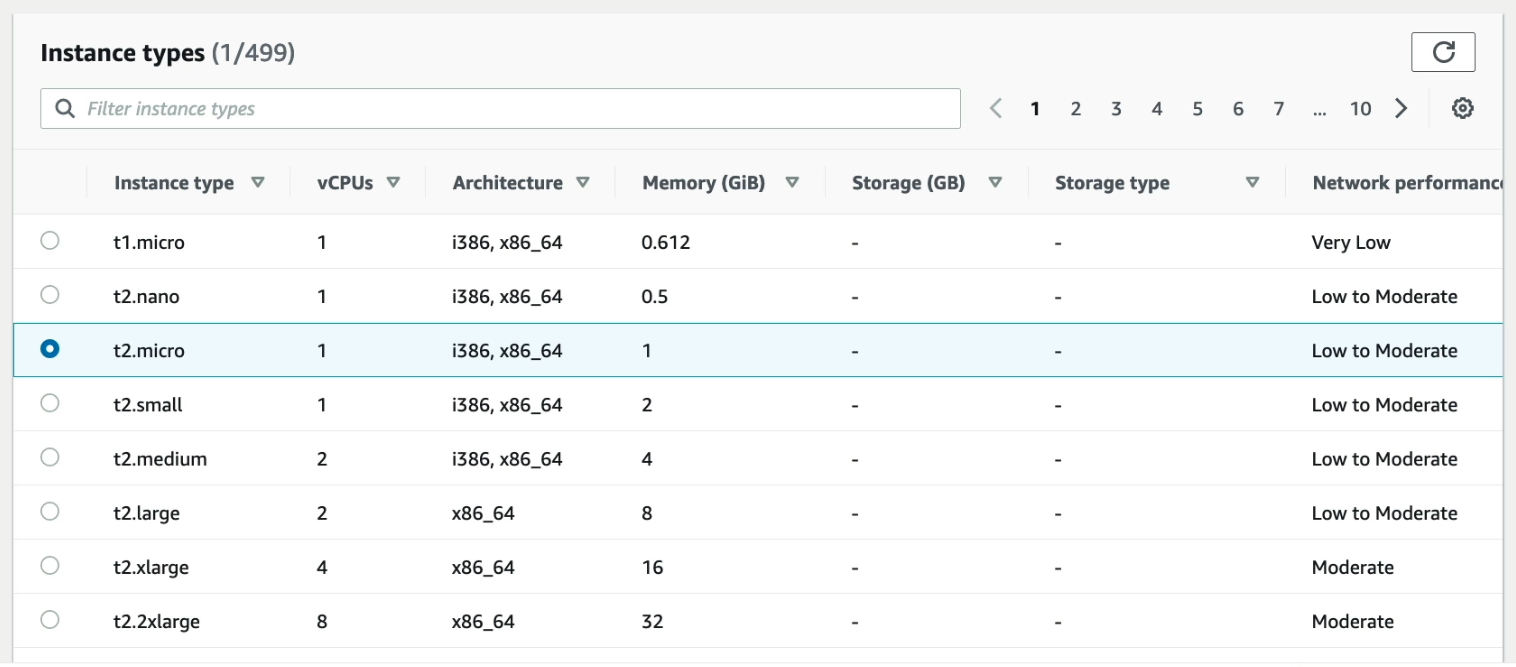 Instance types (1/499)
Filter instance types 1 2 3 4 5 6 7 ... 10
Instance type vCPUs Architecture Memory (GiB) Storage (GB) Storage type Network performance
t1.micro 1 i386, x86_64 0.612 - - Very Low
t2.nano 1 i386, x86_64 0.5 - - Low to Moderate
t2.micro 1 i386, x86_64 1 - - Low to Moderate
t2.small 1 i386, x86_64 2 - - Low to Moderate
t2.medium 2 i386, x86_64 4 - - Low to Moderate
t2.large 2 x86_64 8 - - Low to Moderate
t2.xlarge 4 x86_64 16 - - Moderate
t2.2xlarge 8 x86_64 32 - - Moderate